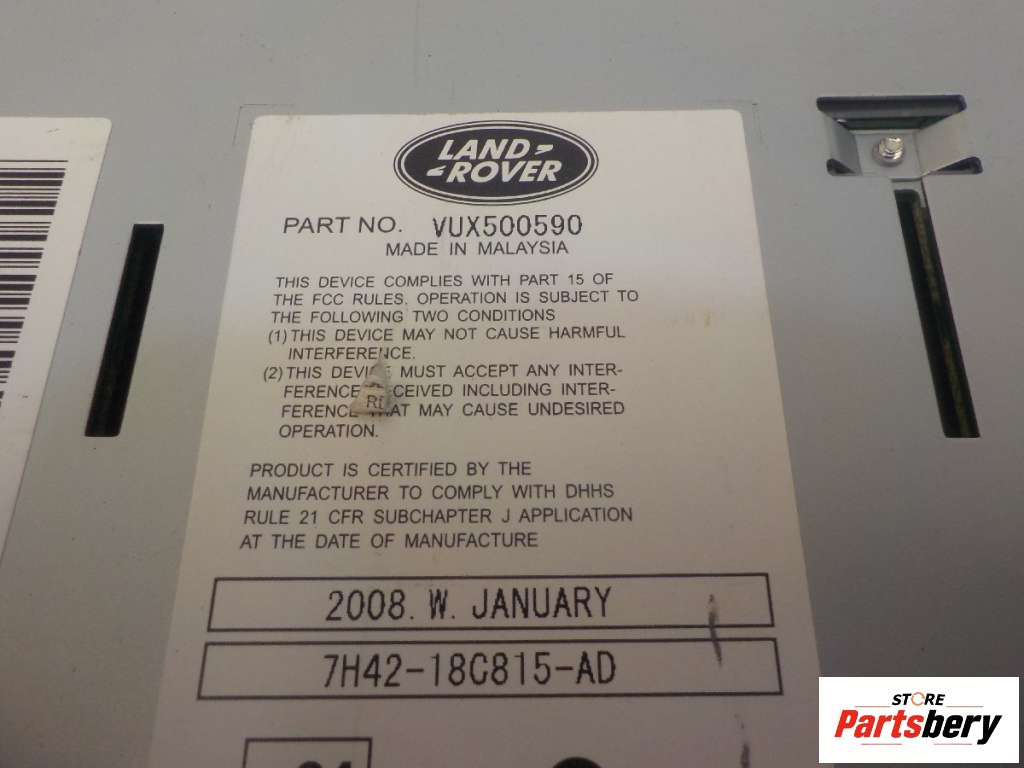 LAND
ROVER
PART NO. VUX500590
MADE IN MALAYSIA
THIS DEVICE COMPLIES WITH PART 15 OF
THE FCC RULES. OPERATION IS SUBJECT TO
THE FOLLOWING TWO CONDITIONS
(1) THIS DEVICE MAY NOT CAUSE HARMFUL
INTERFERENCE.
(2) THIS MUST ACCEPT ANY INTER-
FERENCE INCLUDING INTER-
FERENCE MAY CAUSE UNDESIRED
OPERATION.
PRODUCT IS CERTIFIED BY THE
MANUFACTURER TO COMPLY WITH DHHS
RULE 21 CFR SUBCHAPTER J APPLICATION
AT THE DATE OF MANUFACTURE
2008. W. JANUARY
7H42-18C815-AD
STORE
Partsbery